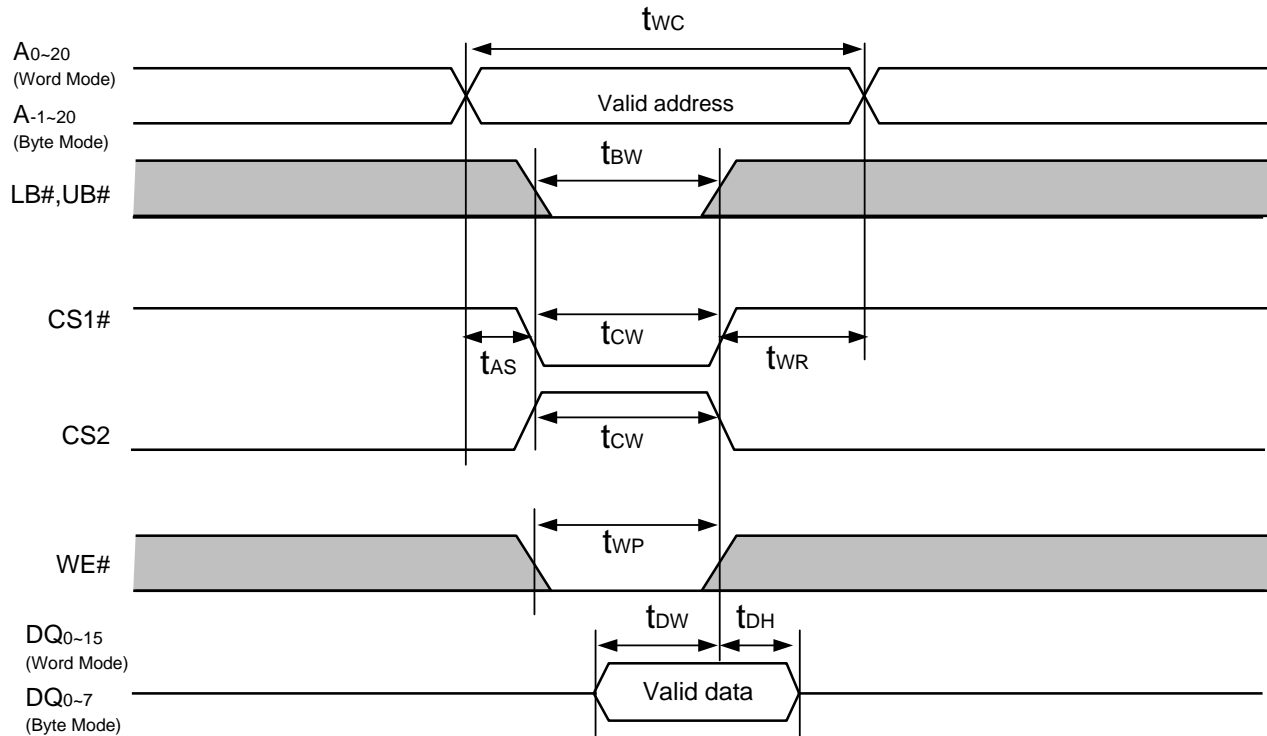 tWC
A0~20
(Word Mode)
Valid address
A-1~20
(Byte Mode)
tBW
LB#,UB#
CS1#
tCW
tAS
tWR
CS2
tCW
WE#
tWP
tDW
tDH
DQ0~15
(Word Mode)
Valid data
DQ0~7
(Byte Mode)